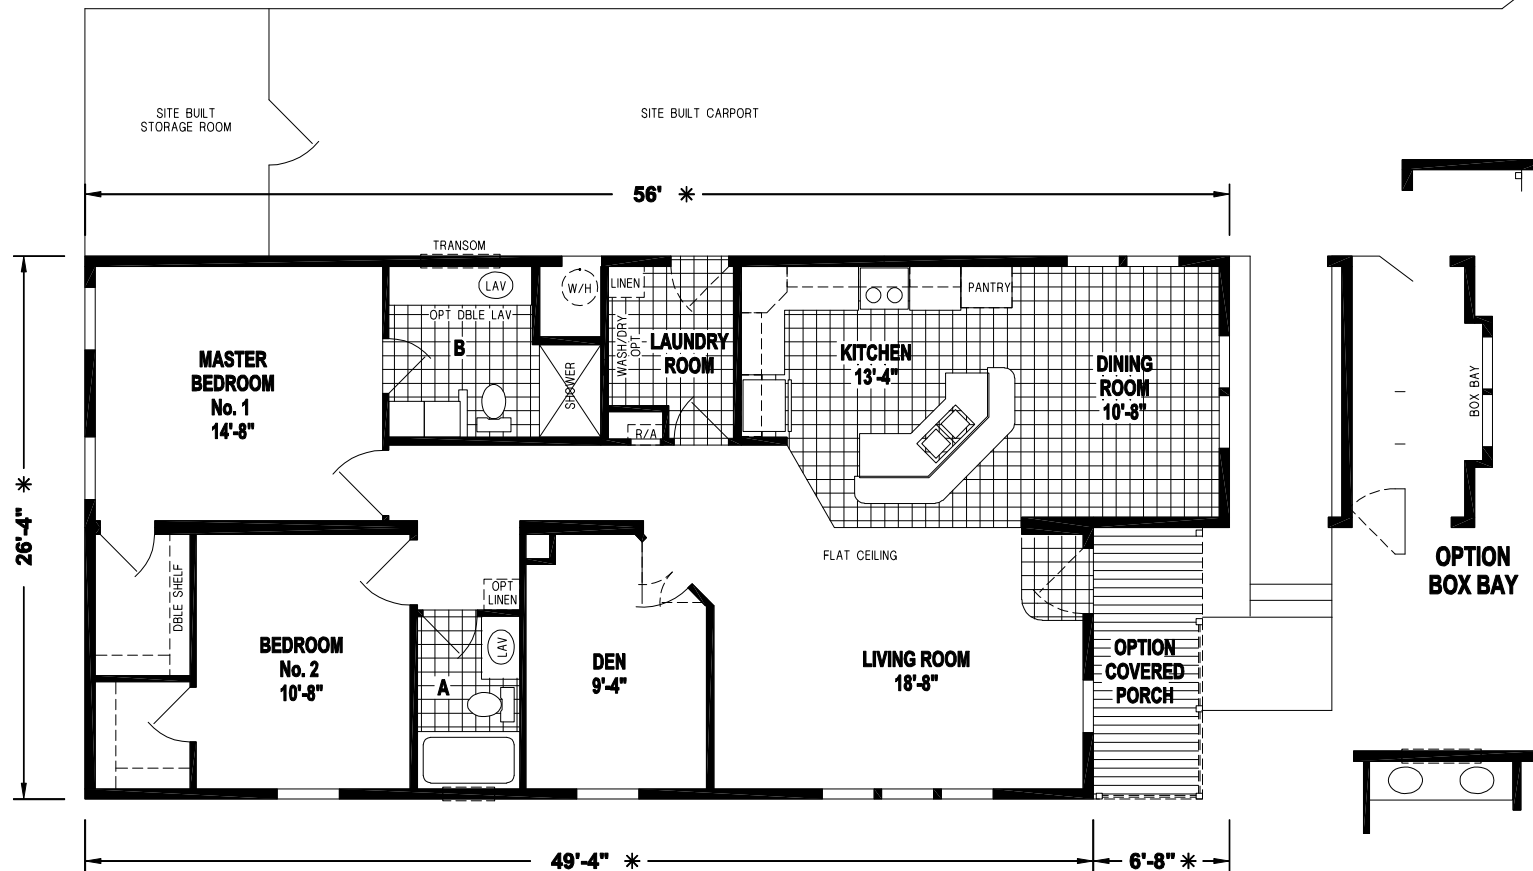 SITE BUILT
STORAGE ROOM
SITE BUILT CARPORT
56' ✳
TRANSOM
LAV
W/H
LINEN
PANTRY
OPT DBLE LAV
B
WASH/DRY
OPT
LAUNDRY
ROOM
SHOWER
R/A
KITCHEN
13'-4"
DINING
ROOM
10'-8"
MASTER
BEDROOM
No. 1
14'-8"
BOX BAY
26'-4" ✳
FLAT CEILING
OPTION
BOX BAY
DBLE SHELF
OPT
LINEN
LAV
BEDROOM
No. 2
10'-8"
A
DEN
9'-4"
LIVING ROOM
18'-8"
OPTION
COVERED
PORCH
49'-4" ✳
6'-8" ✳